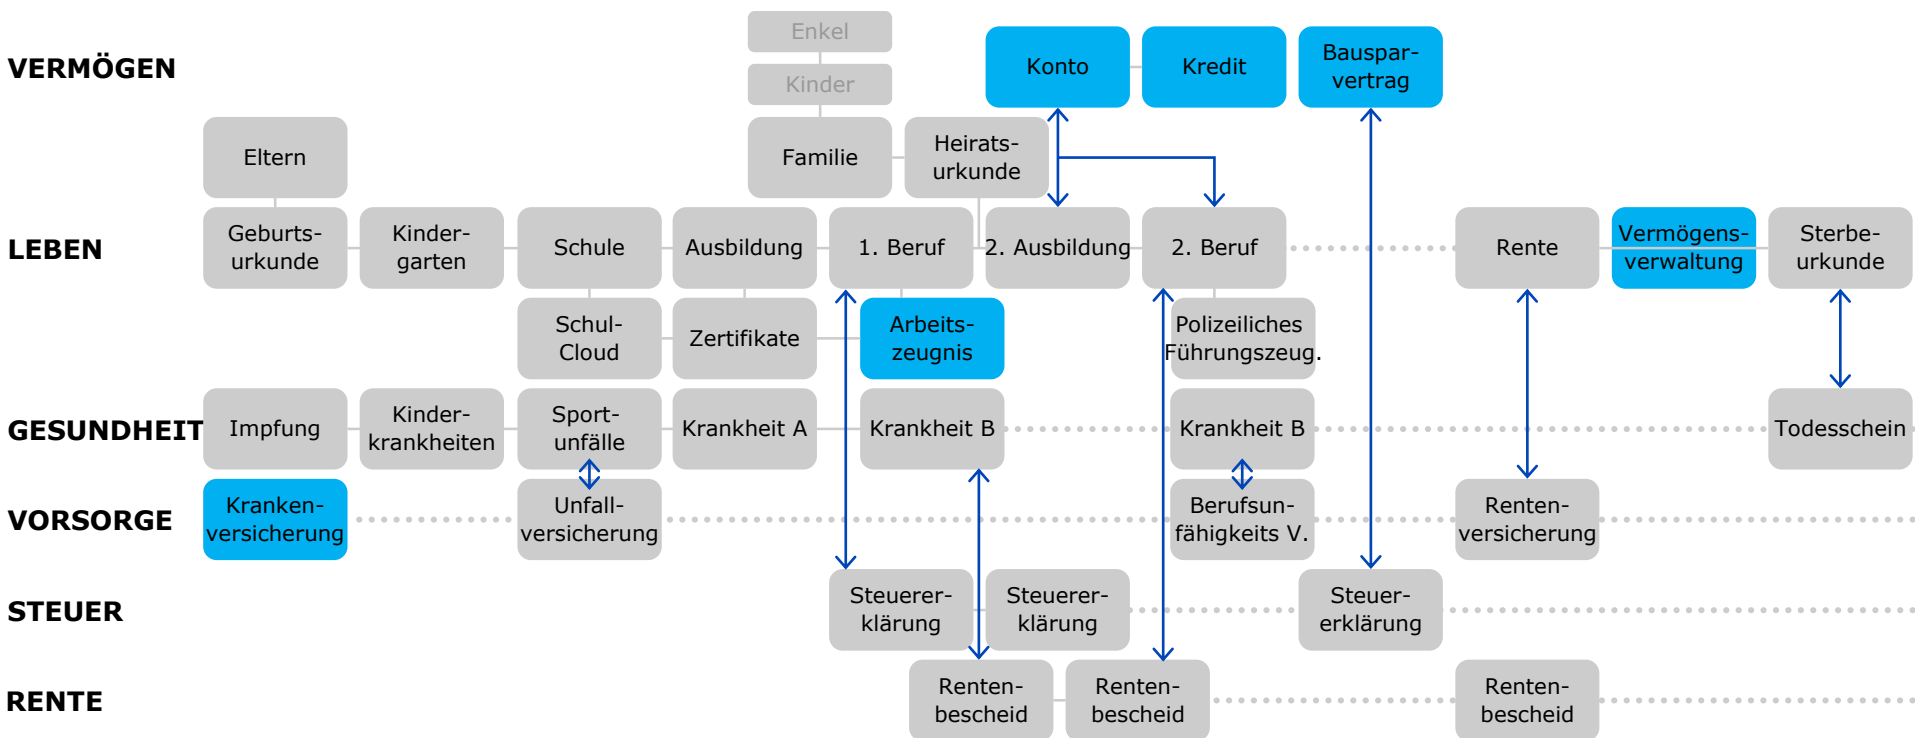 Enkel
VERMÖGEN
Konto
Kredit
Bauspar-
vertrag
Kinder
Eltern
Familie
Heirats-
urkunde
LEBEN
Geburts-
urkunde
Kinder-
garten
Schule
Ausbildung
1. Beruf
2. Ausbildung
2. Beruf
Rente
Vermögens-
verwaltung
Sterbe-
urkunde
Schul-
Cloud
Zertifikate
Arbeits-
zeugnis
Polizeiliches
Führungszeug.
GESUNDHEIT
Impfung
Kinder-
krankheiten
Sport-
unfälle
Krankheit A
Krankheit B
Krankheit B
Todesschein
VORSORGE
Kranken-
versicherung
Unfall-
versicherung
Berufsun-
fähigkeits V.
Renten-
versicherung
STEUER
Steuerer-
klärung
Steuerer-
klärung
Steuer-
erklärung
RENTE
Renten-
bescheid
Renten-
bescheid
Renten-
bescheid